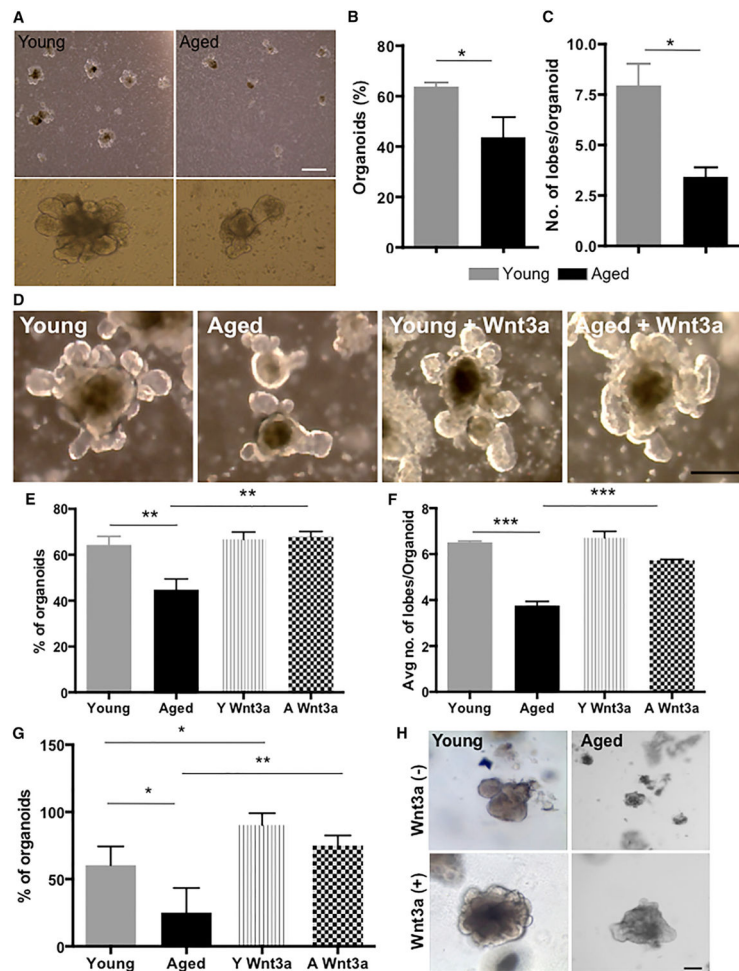 A
Young
Aged
B
Organoids (%)
80
60
40
20
0
*
C
No. of lobes/organoid
10.0
7.5
5.0
2.5
0.0
*
Young
Aged
D
Young
Aged
Young + Wnt3a
Aged + Wnt3a
E
% of organoids
80
60
40
20
0
**
**
Young
Aged
Y Wnt3a
A Wnt3a
F
Avg no. of lobes/Organoid
8
6
4
2
0
***
***
Young
Aged
Y Wnt3a
A Wnt3a
G
% of organoids
150
100
50
0
*
**
*
Young
Aged
Y Wnt3a
A Wnt3a
H
Young
Aged
Wnt3a (-)
Wnt3a (+)